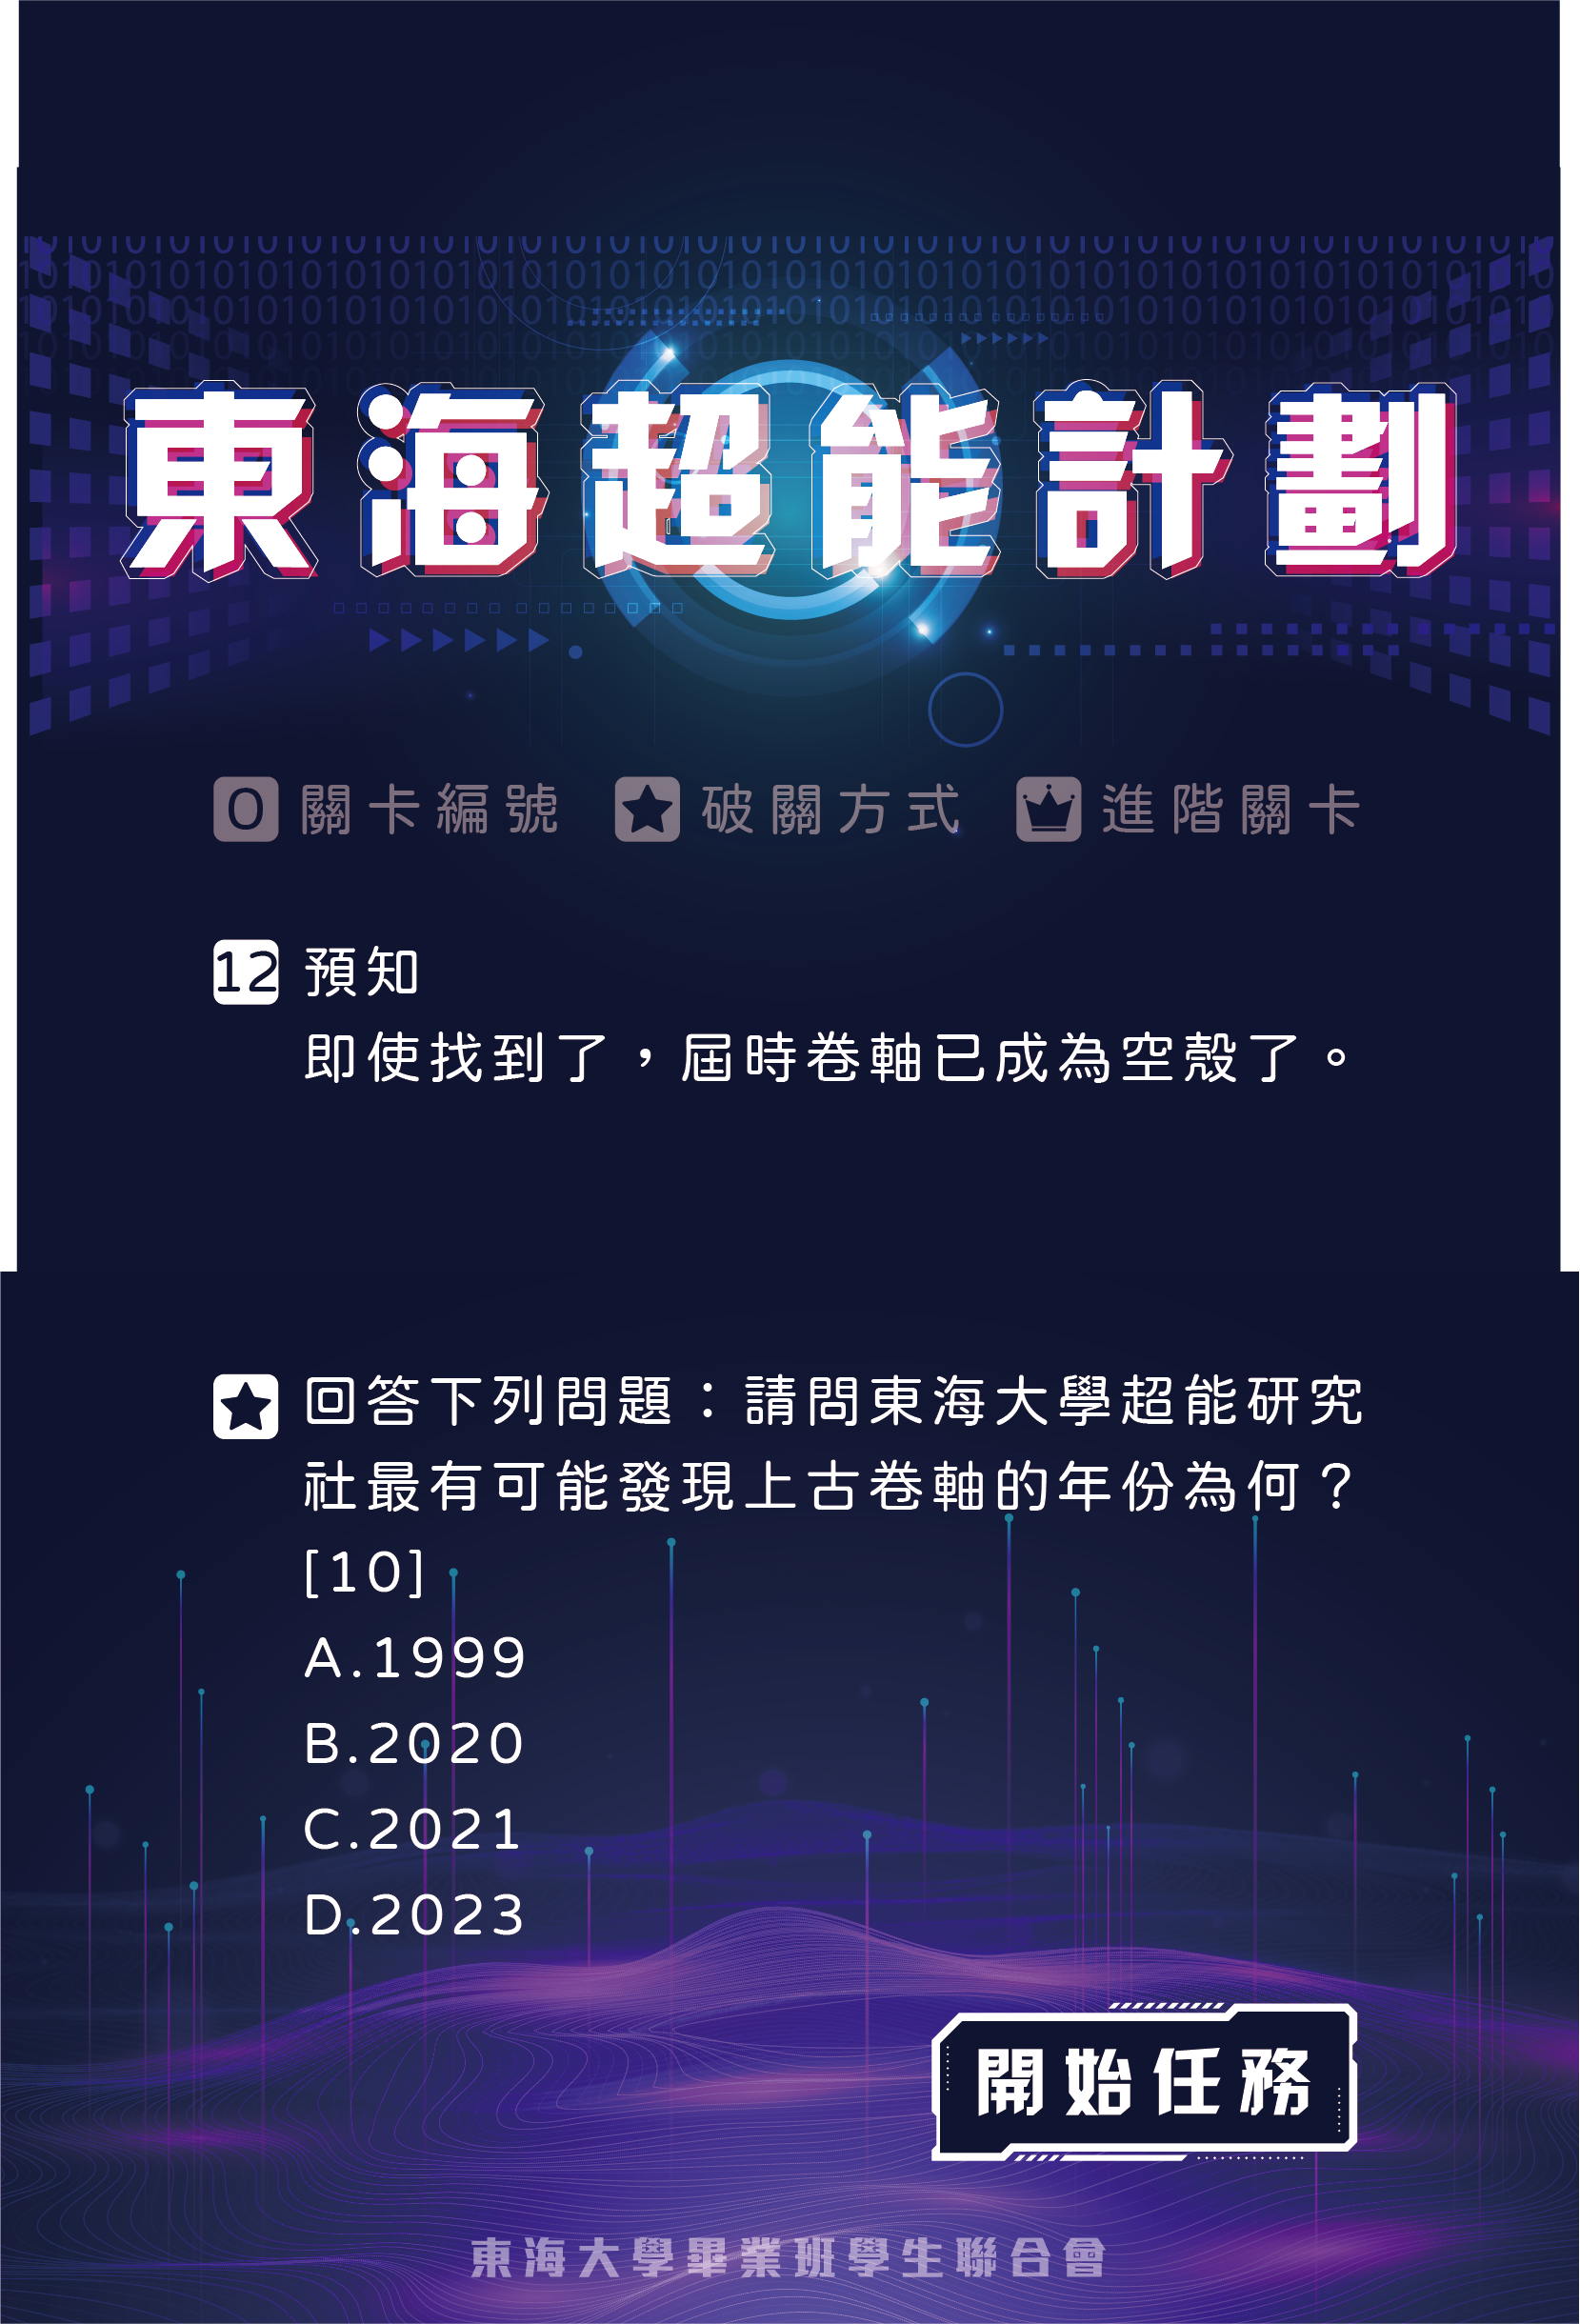 東海超能計劃
0 關卡編號 破關方式 進階關卡
12 預知
即使找到了，屆時卷軸已成為空殼了。
回答下列問題：請問東海大學超能研究
社最有可能發現上古卷軸的年份為何？
[10]
A.1999
B.2020
C.2021
D.2023
開始任務
東海大學畢業班學生聯合會